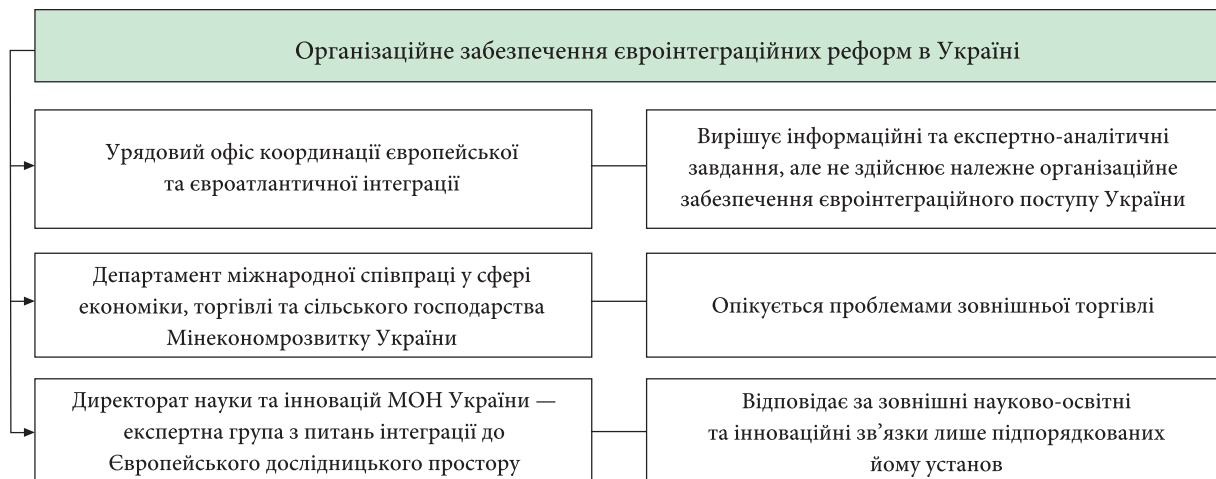 Організаційне забезпечення євроінтеграційних реформ в Україні
Урядовий офіс координації європейської
та євроатлантичної інтеграції
Вирішує інформаційні та експертно-аналітичні
завдання, але не здійснює належне організаційне
забезпечення євроінтеграційного поступу України
Департамент міжнародної співпраці у сфері
економіки, торгівлі та сільського господарства
Мінекономрозвитку України
Опікується проблемами зовнішньої торгівлі
Директорат науки та інновацій МОН України —
експертна група з питань інтеграції до
Європейського дослідницького простору
Відповідає за зовнішні науково-освітні
та інноваційні зв’язки лише підпорядкованих
йому установ